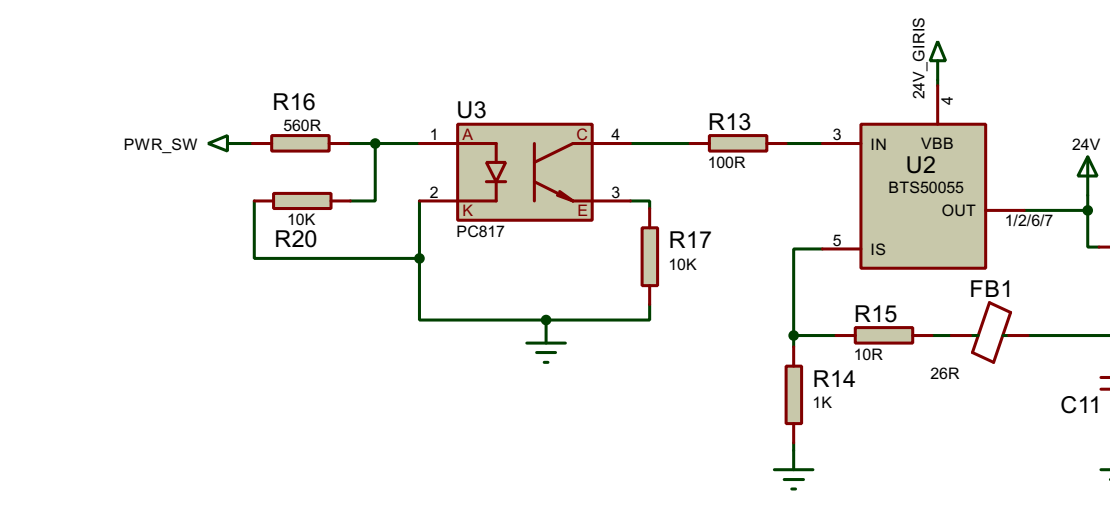 24V_GIRIS
4
R16
560R
PWR_SW
U3
1
A
C
4
2
K
E
3
PC817
10K
R20
R17
10K
R13
100R
3
IN
VBB
U2
BTS50055
OUT
1/2/6/7
24V
5
IS
FB1
R15
10R
26R
R14
1K
C11